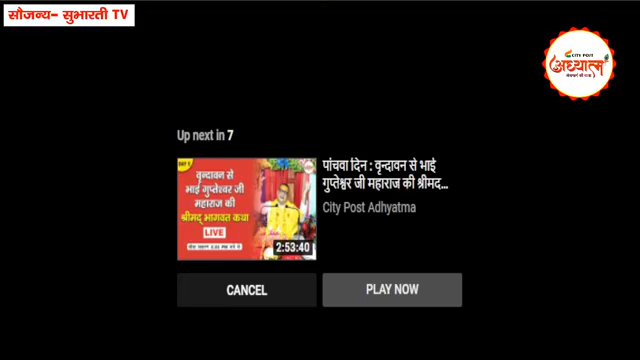 सौजन्य- सुभारती TV
CITY POST
अध्यात्म
Up next in 7
DAY 5
वृन्दावन से
भाई गुप्तेश्वर जी
महाराज की
श्रीमद् भागवत कथा
LIVE
2:53:40
पांचवा दिन : वृन्दावन से भाई
गुप्तेश्वर जी महाराज की श्रीमद...
City Post Adhyatma
CANCEL
PLAY NOW